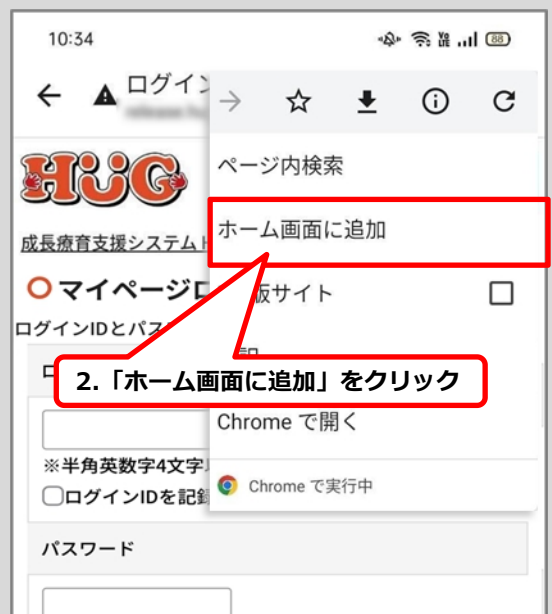 10:34
88
ログイン
HUG
ページ内検索
ホーム画面に追加
成長療育支援システム
マイページロ
版サイト
ログインIDとパス
2.「ホーム画面に追加」をクリック
Chrome で開く
※半角英数字4文字
Chrome で実行中
ログインIDを記録
パスワード